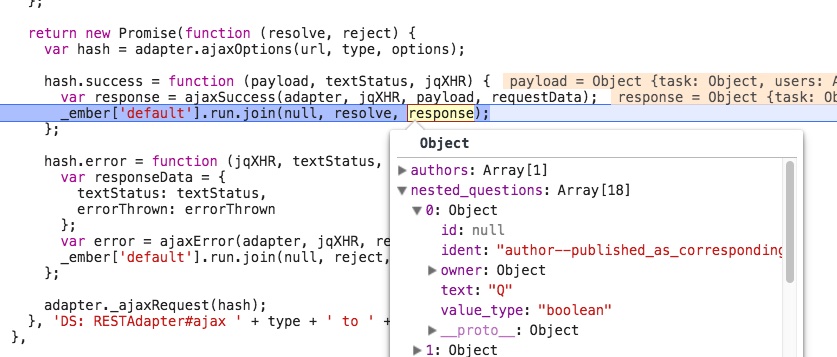 };
return new Promise(function (resolve, reject) {
var hash = adapter.ajaxOptions(url, type, options);
hash.success = function (payload, textStatus, jqXHR) { payload = Object {task: Object, users: A
var response = ajaxSuccess(adapter, jqXHR, payload, requestData); response = Object {task: Ob
_ember['default'].run.join(null, resolve, response);
};
Object
authors: Array[1]
nested_questions: Array[18]
0: Object
id: null
ident: "author--published_as_corresponding
owner: Object
text: "Q"
value_type: "boolean"
__proto__: Object
1: Object
hash.error = function (jqXHR, textStatus,
var responseData = {
textStatus: textStatus,
errorThrown: errorThrown
};
var error = ajaxError(adapter, jqXHR, re
_ember['default'].run.join(null, reject,
};
adapter._ajaxRequest(hash);
}, 'DS: RESTAdapter#ajax ' + type + ' to ' +
},